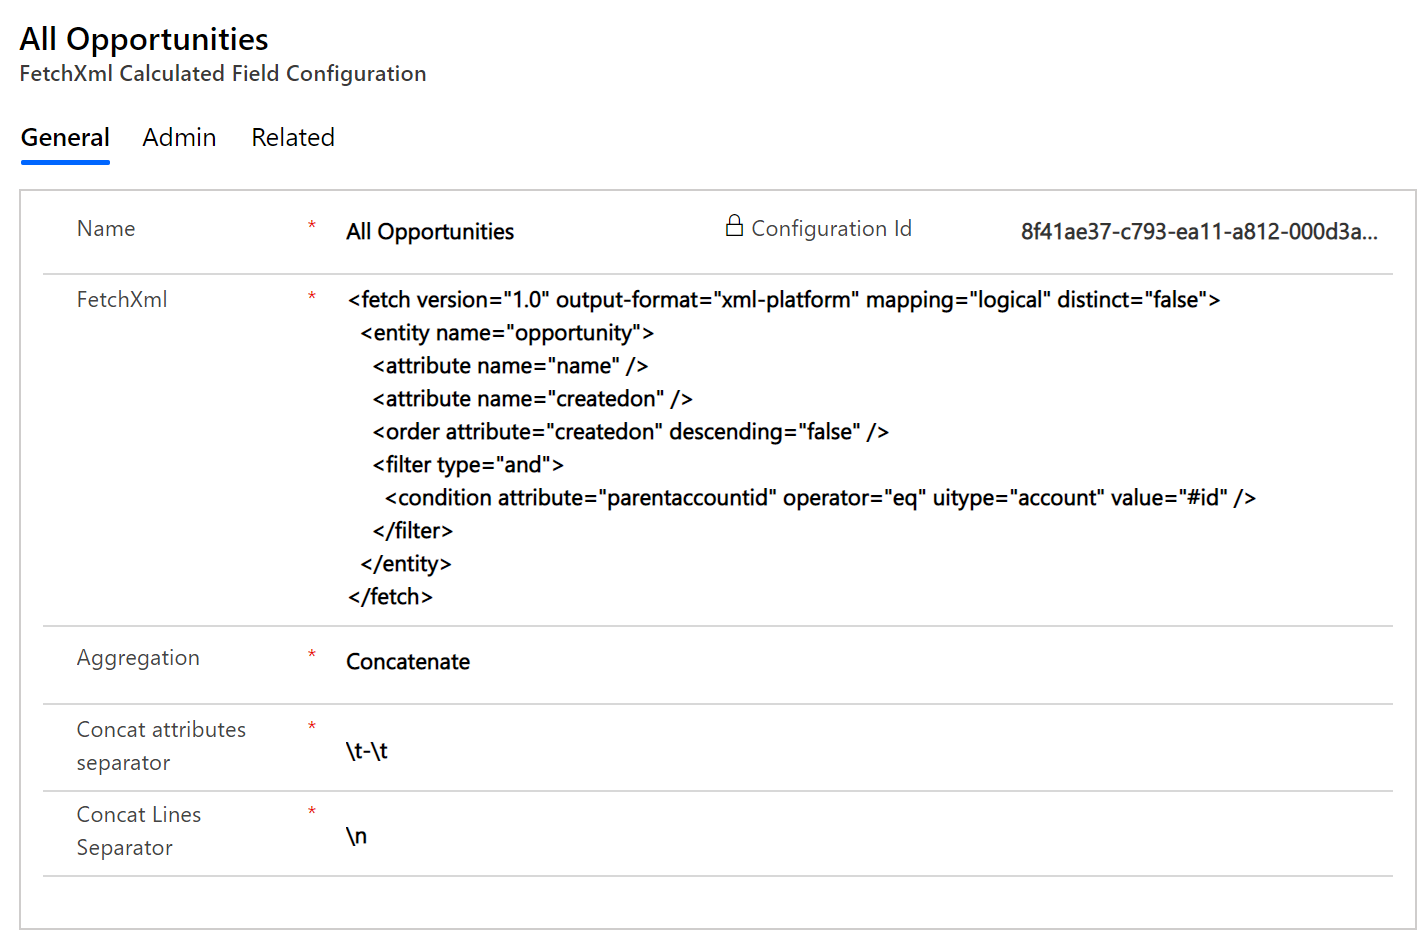 All Opportunities
FetchXml Calculated Field Configuration
General Admin Related
Name * All Opportunities Configuration Id 8f41ae37-c793-ea11-a812-000d3a...
FetchXml * <fetch version="1.0" output-format="xml-platform" mapping="logical" distinct="false">
<entity name="opportunity">
<attribute name="name" />
<attribute name="createdon" />
<order attribute="createdon" descending="false" />
<filter type="and">
<condition attribute="parentaccountid" operator="eq" uitype="account" value="#id" />
</filter>
</entity>
</fetch>
Aggregation * Concatenate
Concat attributes *
separator \t-\t
Concat Lines *
Separator \n